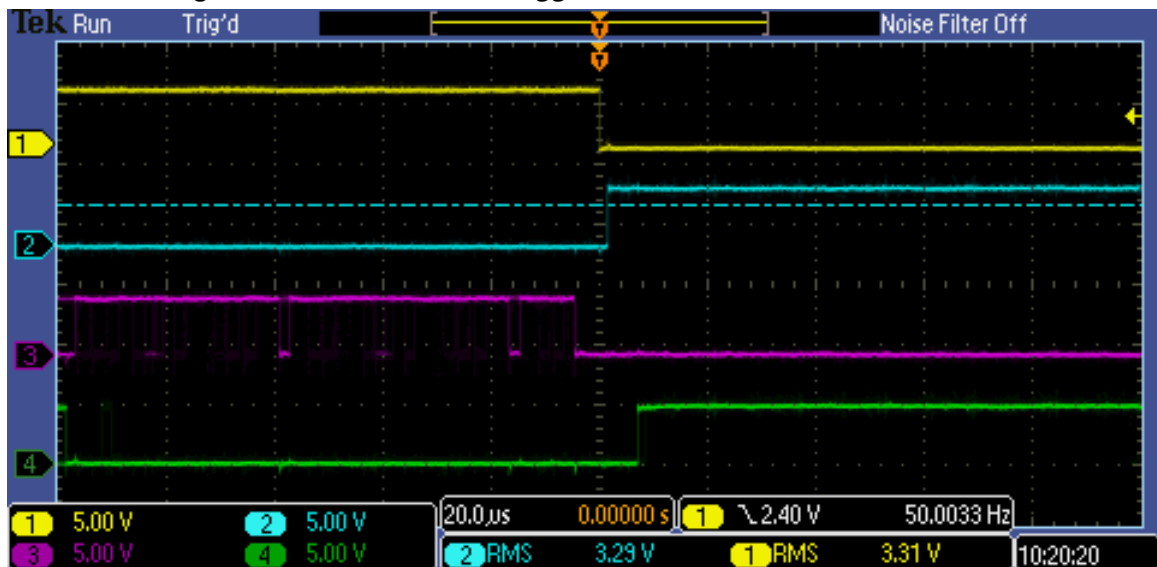 Tek Run Trig'd Noise Filter Off
T
T
1
2
3
4
1 5.00 V 2 5.00 V 20.0µs 0.00000 s 1 2.40 V 50.0033 Hz
3 5.00 V 4 5.00 V 2 RMS 3.29 V 1 RMS 3.31 V 10:20:20